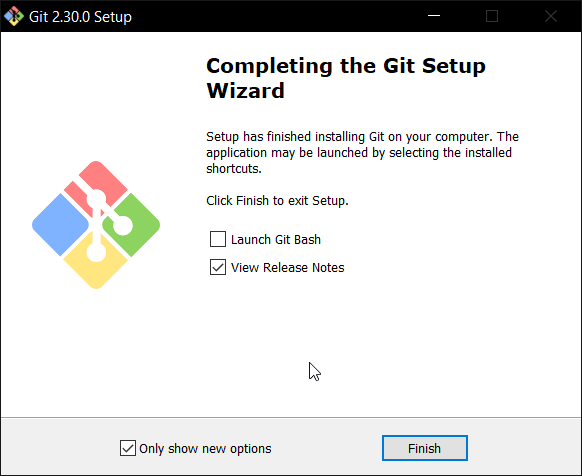 Git 2.30.0 Setup
Completing the Git Setup
Wizard
Setup has finished installing Git on your computer. The
application may be launched by selecting the installed
shortcuts.
Click Finish to exit Setup.
Launch Git Bash
View Release Notes
Only show new options
Finish